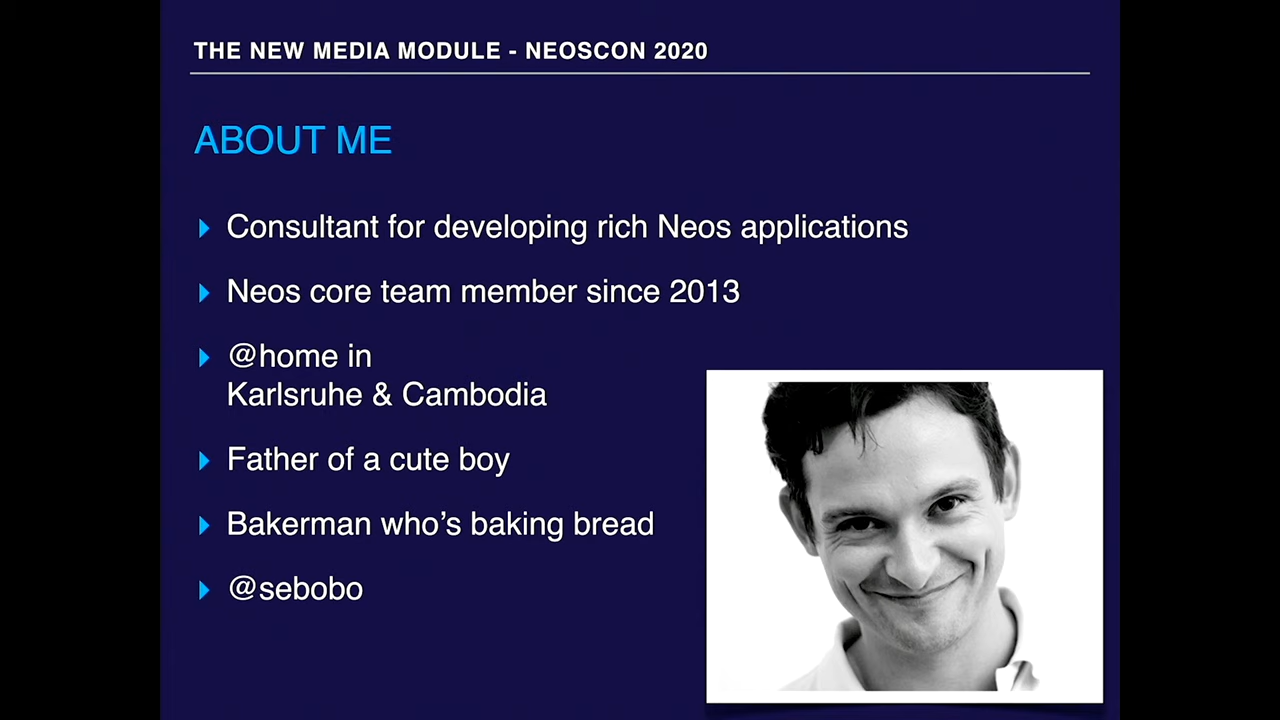 THE NEW MEDIA MODULE - NEOSCON 2020
ABOUT ME
Consultant for developing rich Neos applications
Neos core team member since 2013
@home in
Karlsruhe & Cambodia
Father of a cute boy
Bakerman who’s baking bread
@sebobo